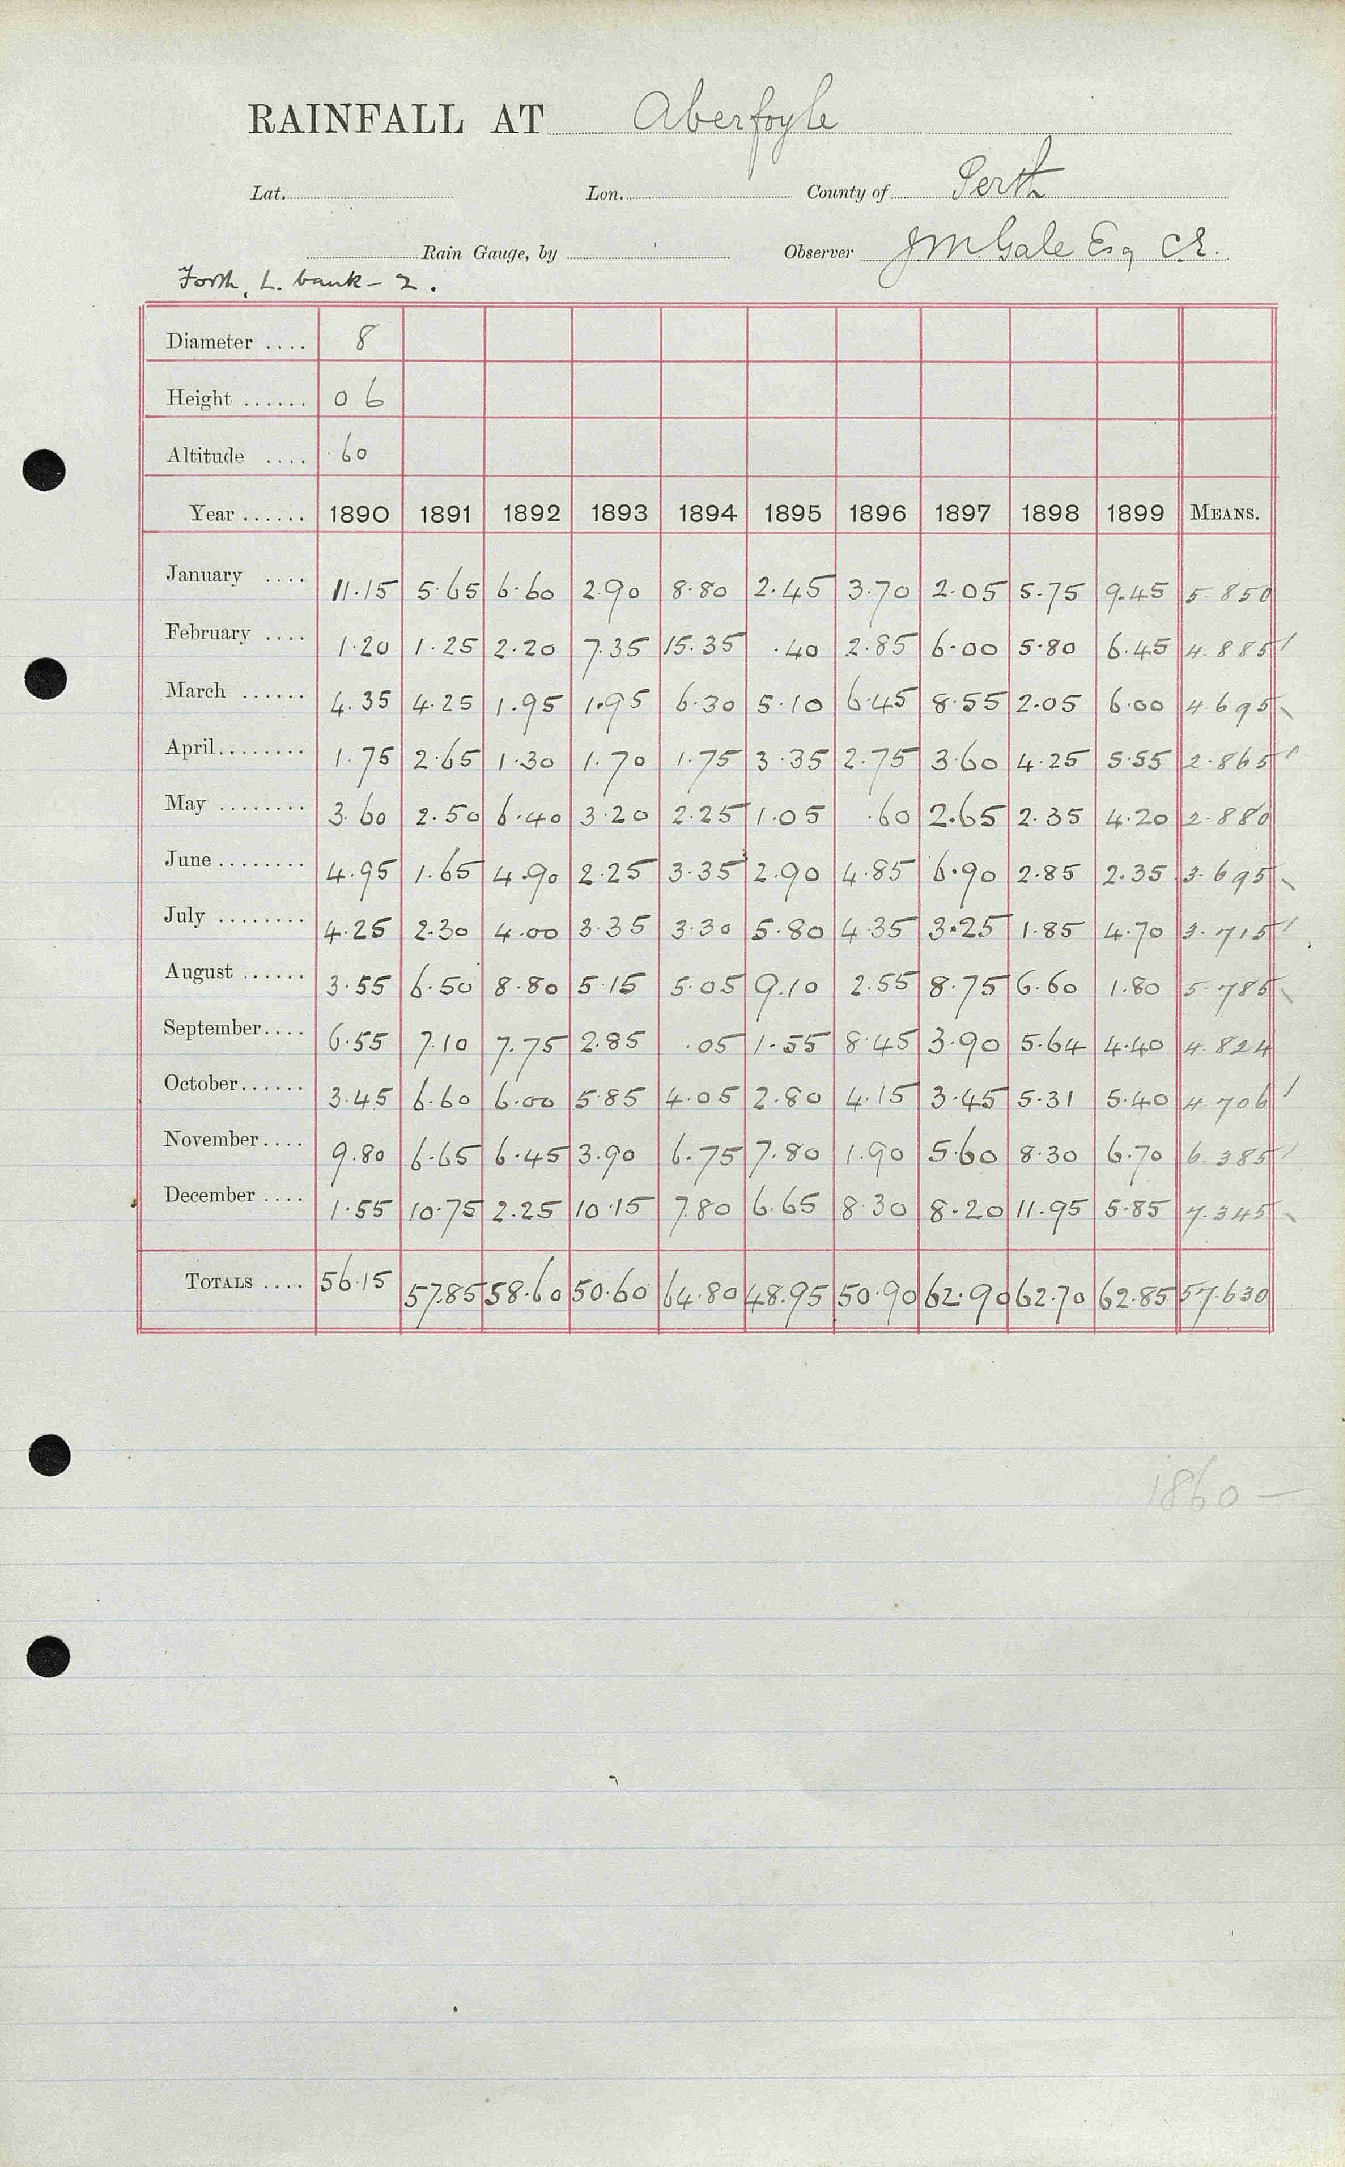 RAINFALL AT Aberfoyle
Lat. Lon. County of Perth
Rain Gauge, by Observer J M Gale Esq C.E.
Forth, L. bank - 2.
Diameter .... 8
Height ...... 0 6
Altitude .... 60
Year ...... 1890 1891 1892 1893 1894 1895 1896 1897 1898 1899 MEANS.
January .... 11.15 5.65 6.60 2.90 8.80 2.45 3.70 2.05 5.75 9.45 5.850
February .... 1.20 1.25 2.20 7.35 15.35 .40 2.85 6.00 5.80 6.45 4.885
March ...... 4.35 4.25 1.95 1.95 6.30 5.10 6.45 8.55 2.05 6.00 4.695
April........ 1.75 2.65 1.30 1.70 1.75 3.35 2.75 3.60 4.25 5.55 2.865
May ........ 3.60 2.50 6.40 3.20 2.25 1.05 .60 2.65 2.35 4.20 2.880
June ........ 4.95 1.65 4.90 2.25 3.35 2.90 4.85 6.90 2.85 2.35 3.695
July ........ 4.25 2.30 4.00 3.35 3.30 5.80 4.35 3.25 1.85 4.70 3.715
August ...... 3.55 6.50 8.80 5.15 5.05 9.10 2.55 8.75 6.60 1.80 5.785
September.... 6.55 7.10 7.75 2.85 .05 1.55 8.45 3.90 5.64 4.40 4.824
October...... 3.45 6.60 6.00 5.85 4.05 2.80 4.15 3.45 5.31 5.40 4.706
November.... 9.80 6.65 6.45 3.90 6.75 7.80 1.90 5.60 8.30 6.70 6.385
December .... 1.55 10.75 2.25 10.15 7.80 6.65 8.30 8.20 11.95 5.85 7.345
TOTALS .... 56.15 57.85 58.60 50.60 64.80 48.95 50.90 62.90 62.70 62.85 57.630
1860 —